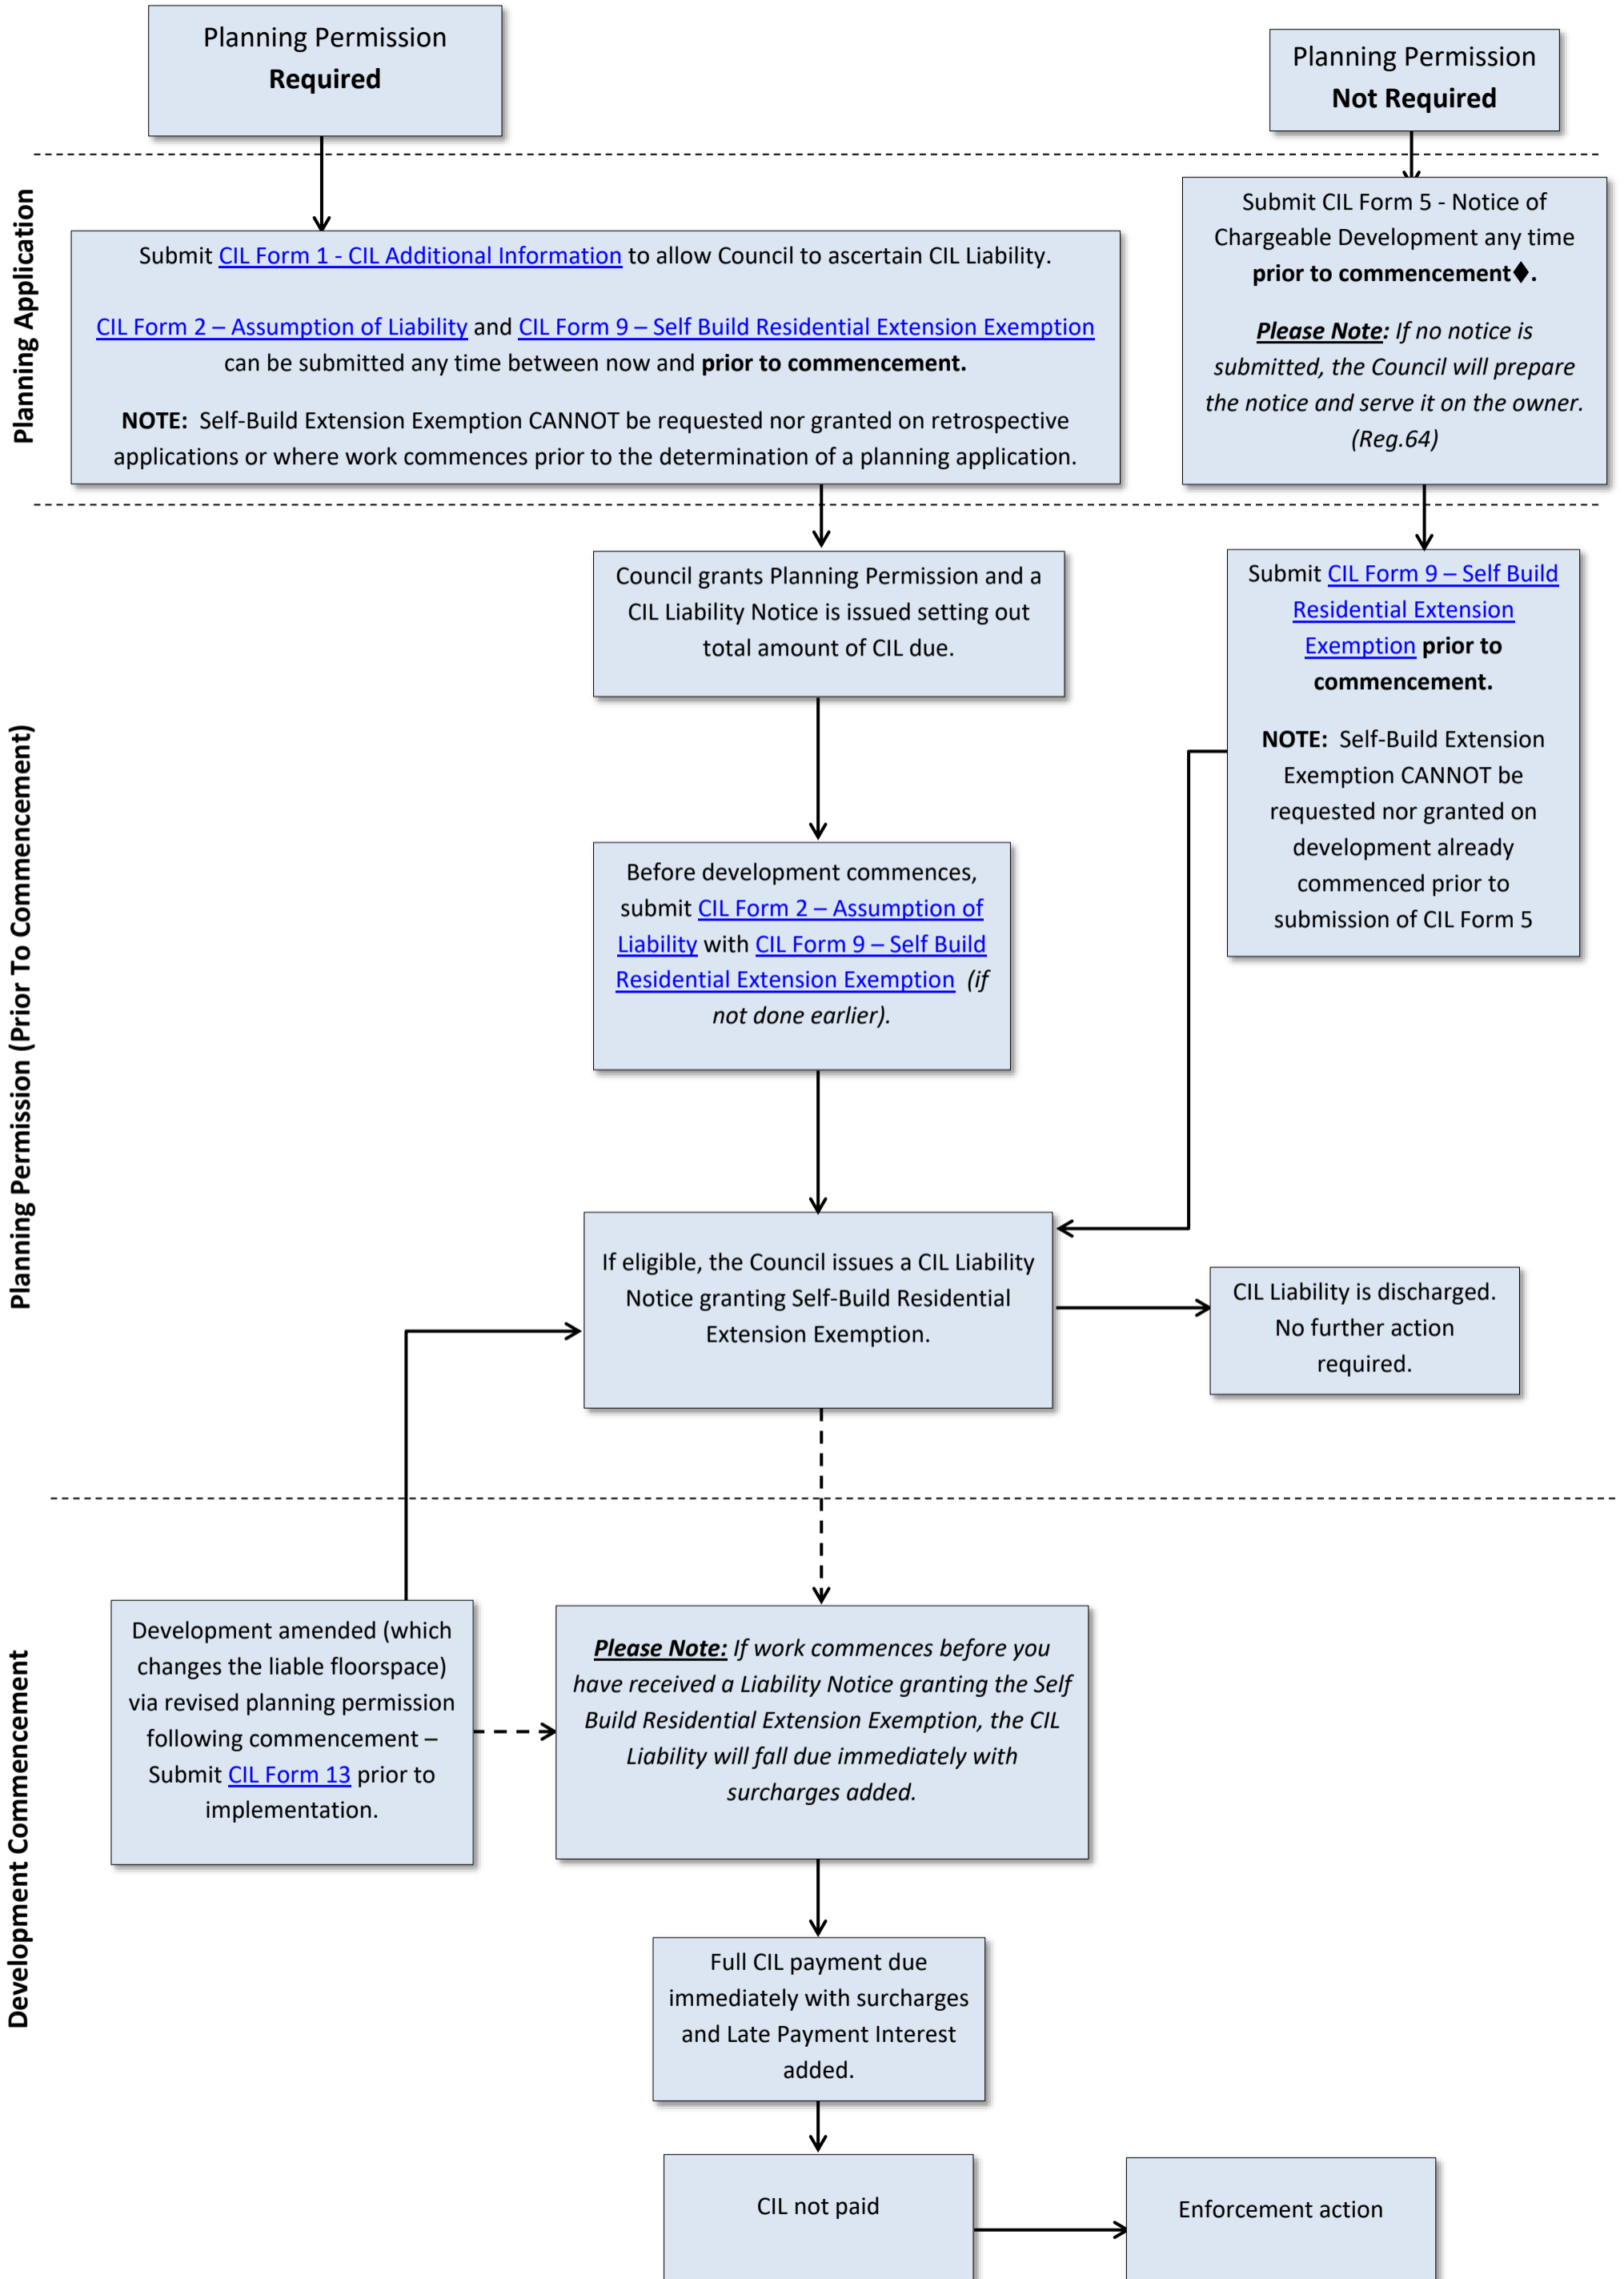 Planning Permission
Required
Planning Permission
Not Required
Planning Application
Submit CIL Form 1 - CIL Additional Information to allow Council to ascertain CIL Liability.
CIL Form 2 – Assumption of Liability and CIL Form 9 – Self Build Residential Extension Exemption
can be submitted any time between now and prior to commencement.
NOTE: Self-Build Extension Exemption CANNOT be requested nor granted on retrospective
applications or where work commences prior to the determination of a planning application.
Submit CIL Form 5 - Notice of
Chargeable Development any time
prior to commencement♦.
Please Note: If no notice is
submitted, the Council will prepare
the notice and serve it on the owner.
(Reg.64)
Planning Permission (Prior To Commencement)
Council grants Planning Permission and a
CIL Liability Notice is issued setting out
total amount of CIL due.
Submit CIL Form 9 – Self Build
Residential Extension
Exemption prior to
commencement.
NOTE: Self-Build Extension
Exemption CANNOT be
requested nor granted on
development already
commenced prior to
submission of CIL Form 5
Before development commences,
submit CIL Form 2 – Assumption of
Liability with CIL Form 9 – Self Build
Residential Extension Exemption (if
not done earlier).
If eligible, the Council issues a CIL Liability
Notice granting Self-Build Residential
Extension Exemption.
CIL Liability is discharged.
No further action
required.
Development Commencement
Development amended (which
changes the liable floorspace)
via revised planning permission
following commencement –
Submit CIL Form 13 prior to
implementation.
Please Note: If work commences before you
have received a Liability Notice granting the Self
Build Residential Extension Exemption, the CIL
Liability will fall due immediately with
surcharges added.
Full CIL payment due
immediately with surcharges
and Late Payment Interest
added.
CIL not paid
Enforcement action